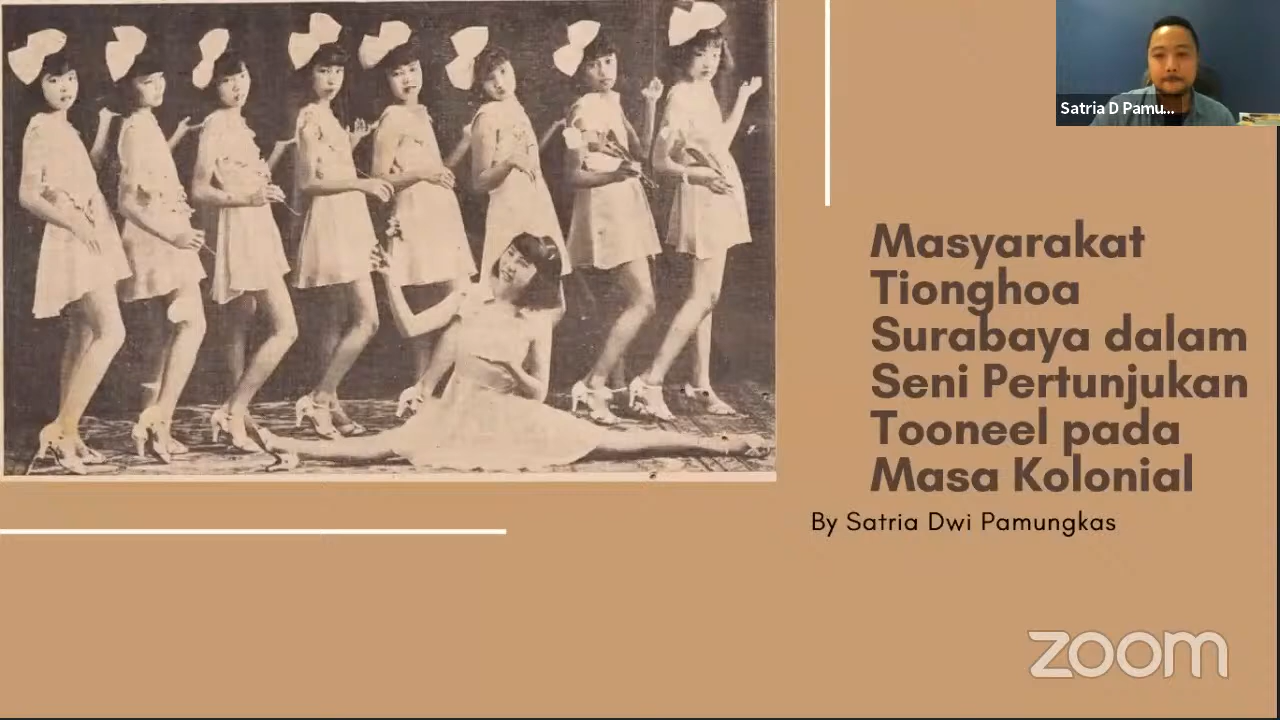 Satria D Pamu...
Masyarakat
Tionghoa
Surabaya dalam
Seni Pertunjukan
Tooneel pada
Masa Kolonial
By Satria Dwi Pamungkas
zoom